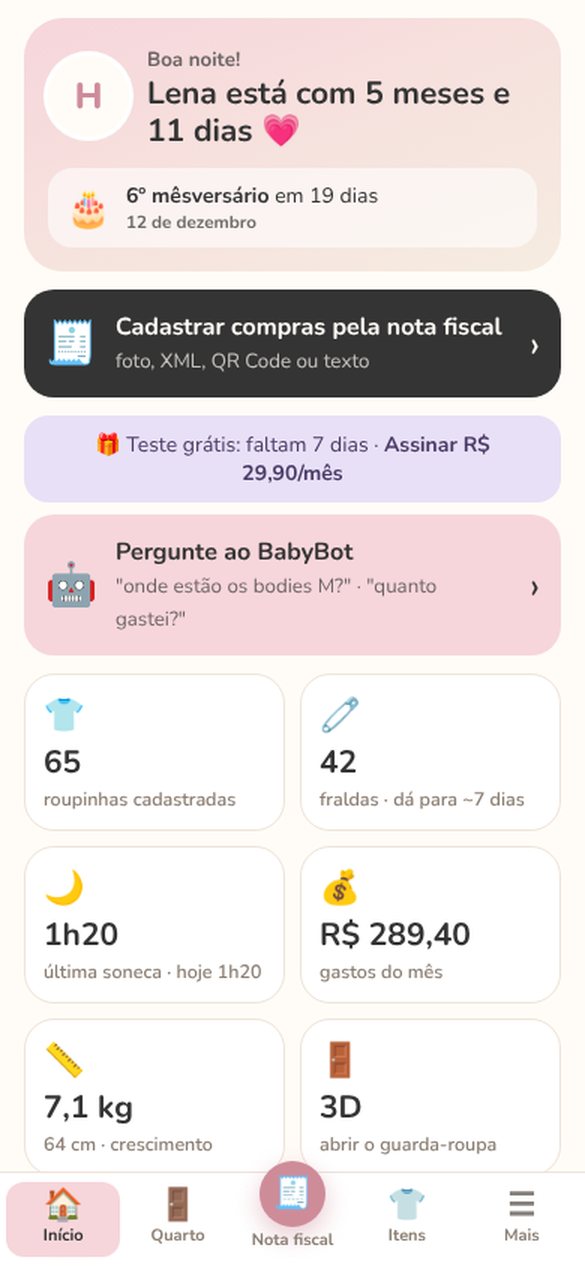 Boa noite!
H
Lena está com 5 meses e
11 dias 💗
6º mêsversário em 19 dias
12 de dezembro
Cadastrar compras pela nota fiscal
foto, XML, QR Code ou texto
›
🎁 Teste grátis: faltam 7 dias · Assinar R$
29,90/mês
Pergunte ao BabyBot
"onde estão os bodies M?" · "quanto
gastei?"
›
65
roupinhas cadastradas
42
fraldas · dá para ~7 dias
1h20
última soneca · hoje 1h20
R$ 289,40
gastos do mês
7,1 kg
64 cm · crescimento
3D
abrir o guarda-roupa
Início
Quarto
Nota fiscal
Itens
Mais